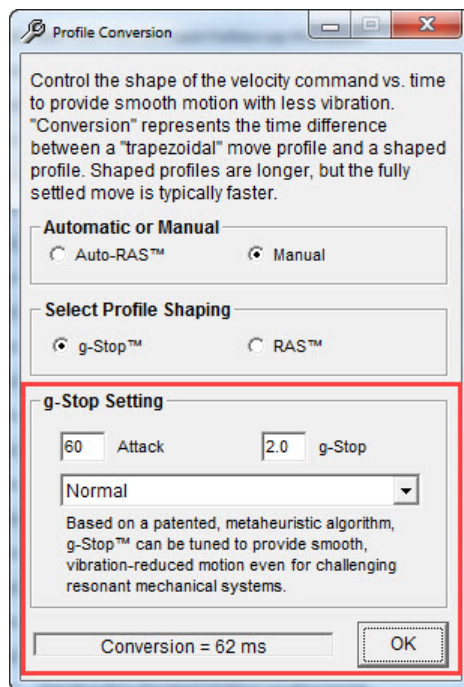 Profile Conversion
Control the shape of the velocity command vs. time
to provide smooth motion with less vibration.
"Conversion" represents the time difference
between a "trapezoidal" move profile and a shaped
profile. Shaped profiles are longer, but the fully
settled move is typically faster.
Automatic or Manual
Auto-RAS™ Manual
Select Profile Shaping
g-Stop™ RAS™
g-Stop Setting
60 Attack 2.0 g-Stop
Normal
Based on a patented, metaheuristic algorithm,
g-Stop™ can be tuned to provide smooth,
vibration-reduced motion even for challenging
resonant mechanical systems.
Conversion = 62 ms OK